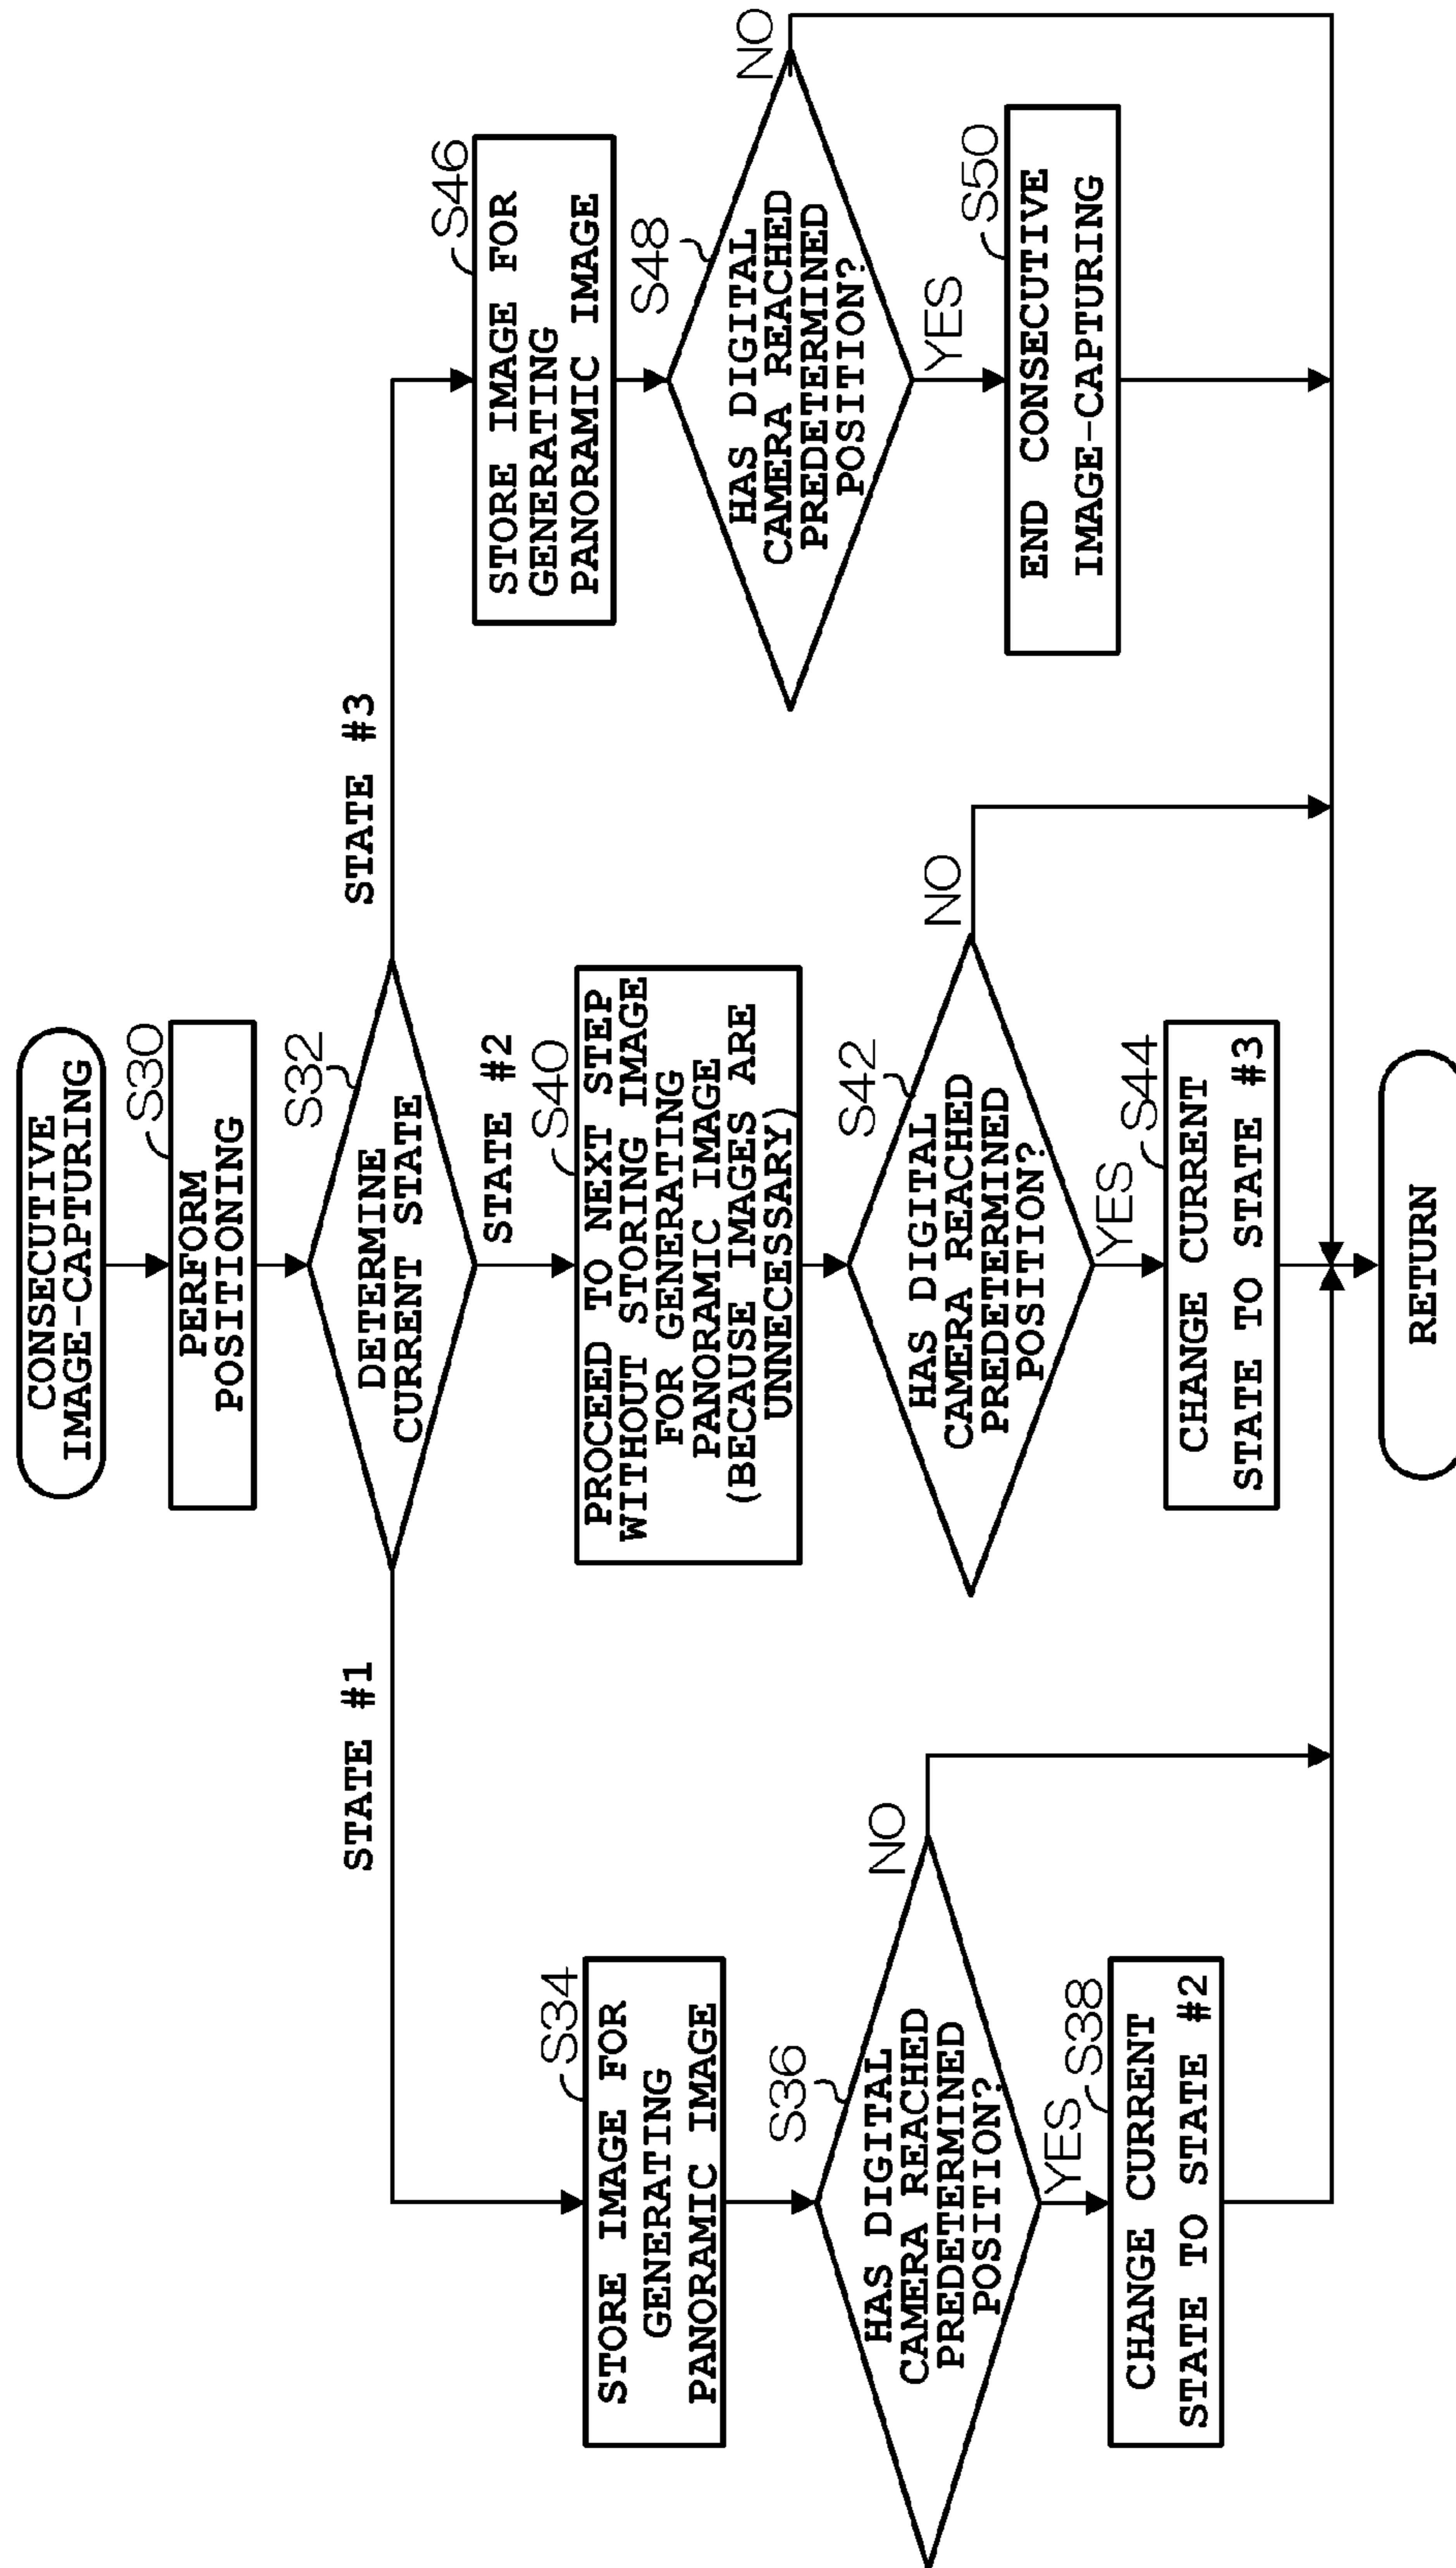 CONSECUTIVE
IMAGE-CAPTURING
S30
PERFORM
POSITIONING
S32
DETERMINE
CURRENT STATE
STATE #1
STATE #2
STATE #3
S34
STORE IMAGE FOR
GENERATING
PANORAMIC IMAGE
S36
HAS DIGITAL
CAMERA REACHED
PREDETERMINED
POSITION?
NO
YES
S38
CHANGE CURRENT
STATE TO STATE #2
S40
PROCEED TO NEXT STEP
WITHOUT STORING IMAGE
FOR GENERATING
PANORAMIC IMAGE
(BECAUSE IMAGES ARE
UNNECESSARY)
S42
HAS DIGITAL
CAMERA REACHED
PREDETERMINED
POSITION?
NO
YES
S44
CHANGE CURRENT
STATE TO STATE #3
S46
STORE IMAGE FOR
GENERATING
PANORAMIC IMAGE
S48
HAS DIGITAL
CAMERA REACHED
PREDETERMINED
POSITION?
NO
YES
S50
END CONSECUTIVE
IMAGE-CAPTURING
RETURN